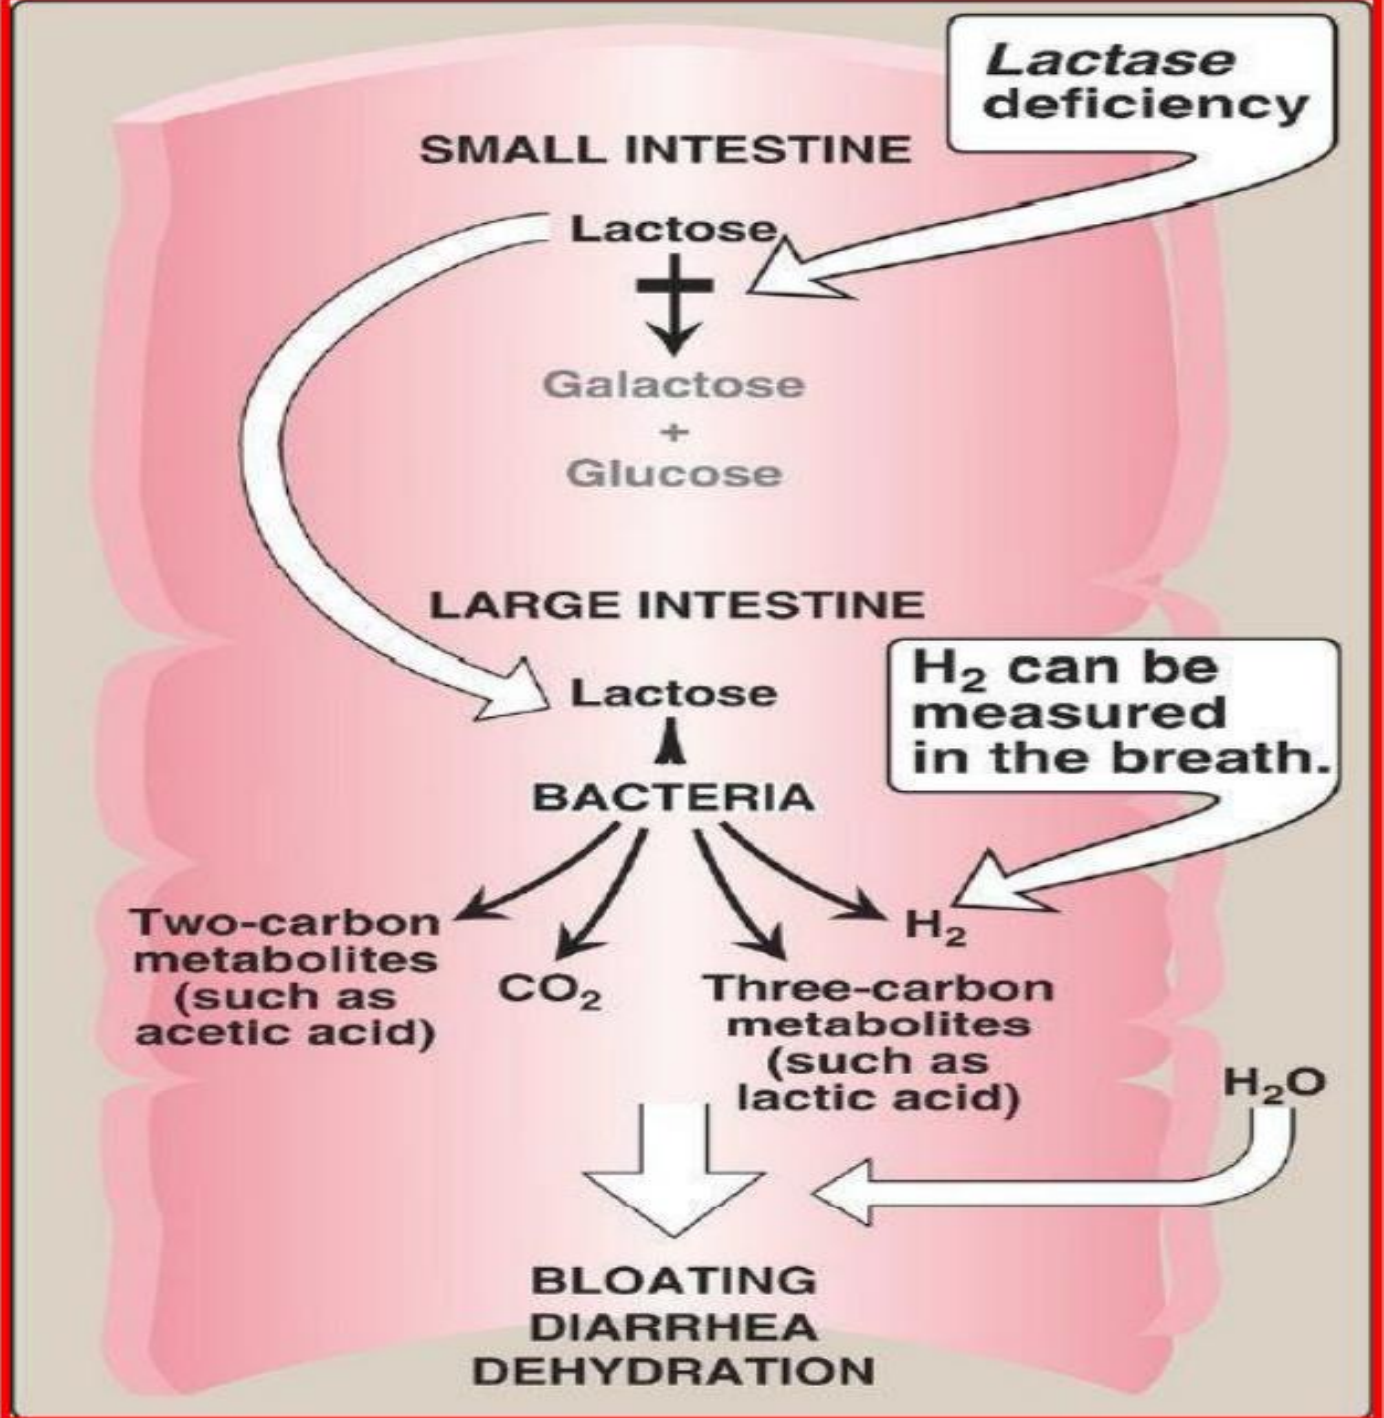 Lactase
deficiency
SMALL INTESTINE
Lactose
Galactose
+
Glucose
LARGE INTESTINE
Lactose
H₂ can be
measured
in the breath.
BACTERIA
Two-carbon
metabolites
(such as
acetic acid)
CO₂
Three-carbon
metabolites
(such as
lactic acid)
H₂
H₂O
BLOATING
DIARRHEA
DEHYDRATION